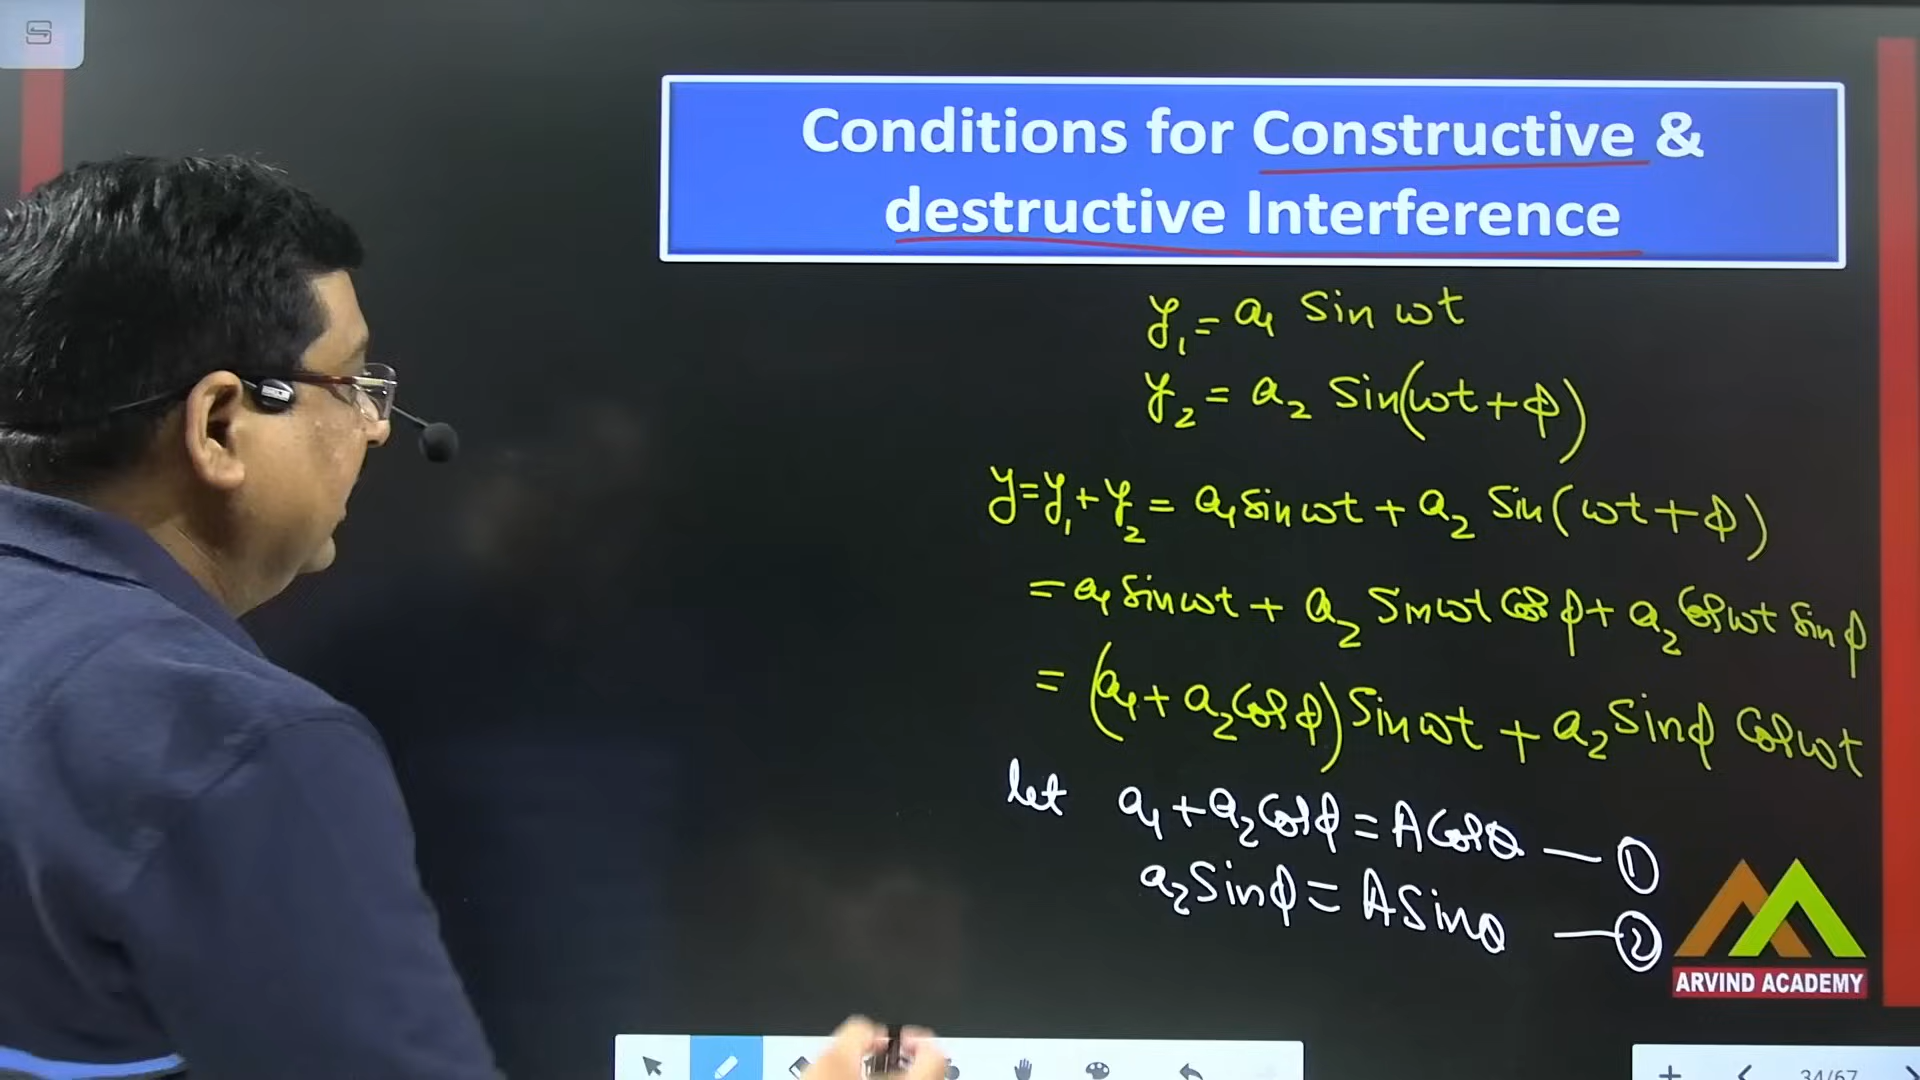 Conditions for Constructive &
destructive Interference
y₁ = a₁ sin ωt
y₂ = a₂ sin(ωt + φ)
y = y₁ + y₂ = a₁ sin ωt + a₂ sin(ωt + φ)
= a₁ sin ωt + a₂ sin ωt cos φ + a₂ cos ωt sin φ
= (a₁ + a₂ cos φ) sin ωt + a₂ sin φ cos ωt
let a₁ + a₂ cos φ = A cos θ — ①
a₂ sin φ = A sin θ — ②
ARVIND ACADEMY
34/67